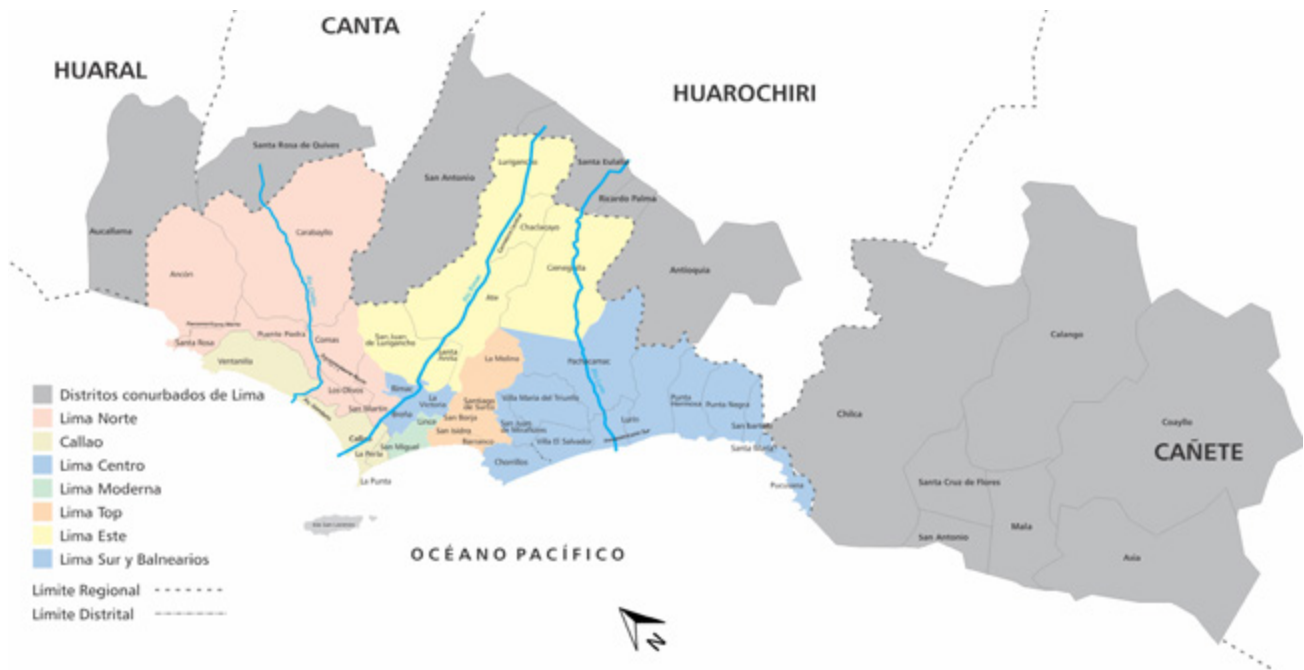 CANTA
HUARAL
HUAROCHIRI
Santa Rosa de Quives
San Antonio
Lurigancho
Santa Eulalia
Ricardo Palma
Aucallama
Carabayllo
Chaclacayo
Ancón
Cieneguilla
Antioquia
Ate
Puente Piedra
Comas
San Juan
de Lurigancho
Santa Rosa
Ventanilla
Santa
Anita
La Molina
Pachacamac
Calango
Los Olivos
Rimac
San Martin
La
Victoria
Breña
Santiago
de Surco
Villa María del Triunfo
Lurín
Punta
Hermosa
Punta Negra
Chilca
Coayllo
CAÑETE
Lince
San Borja
San Isidro
San Juan
de Miraflores
San Bartolo
Callao
San Miguel
Barranco
Villa El Salvador
Santa María
La Perla
Chorrillos
Pucusana
La Punta
Santa Cruz de Flores
San Antonio
Mala
Asia
Isla San Lorenzo
OCÉANO PACÍFICO
Distritos conurbados de Lima
Lima Norte
Callao
Lima Centro
Lima Moderna
Lima Top
Lima Este
Lima Sur y Balnearios
Límite Regional
Límite Distrital
N